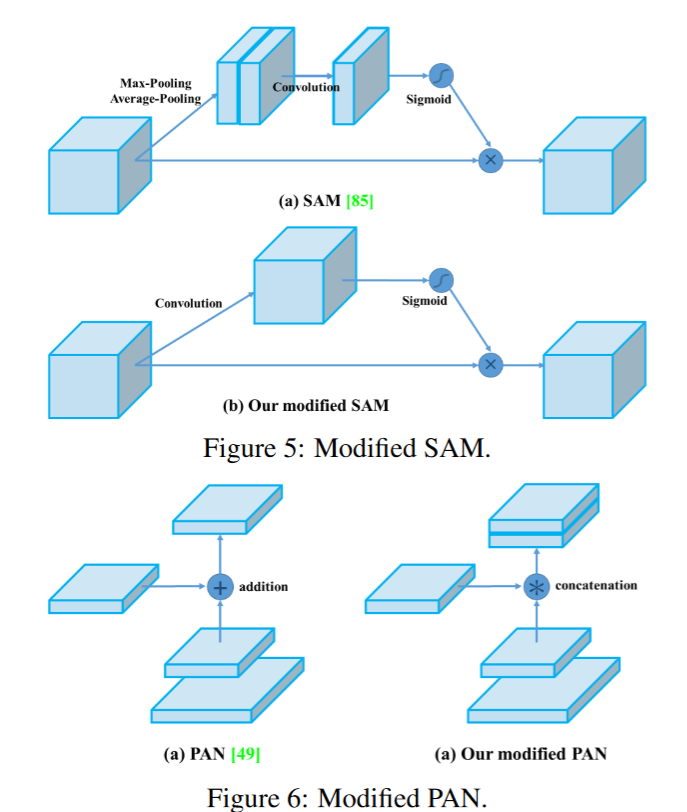 Max-Pooling
Average-Pooling
Convolution
Sigmoid
(a) SAM [85]
Convolution
Sigmoid
(b) Our modified SAM
Figure 5: Modified SAM.
addition
concatenation
(a) PAN [49]
(a) Our modified PAN
Figure 6: Modified PAN.